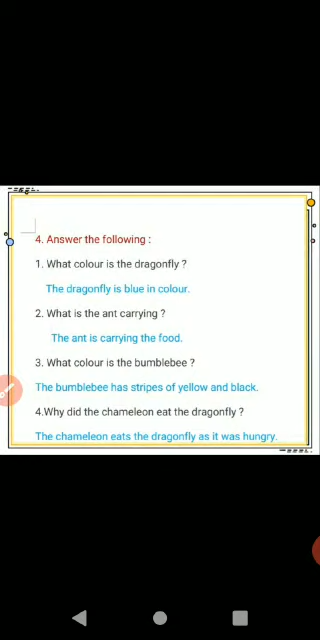 4. Answer the following :
1. What colour is the dragonfly ?
The dragonfly is blue in colour.
2. What is the ant carrying ?
The ant is carrying the food.
3. What colour is the bumblebee ?
The bumblebee has stripes of yellow and black.
4.Why did the chameleon eat the dragonfly ?
The chameleon eats the dragonfly as it was hungry.